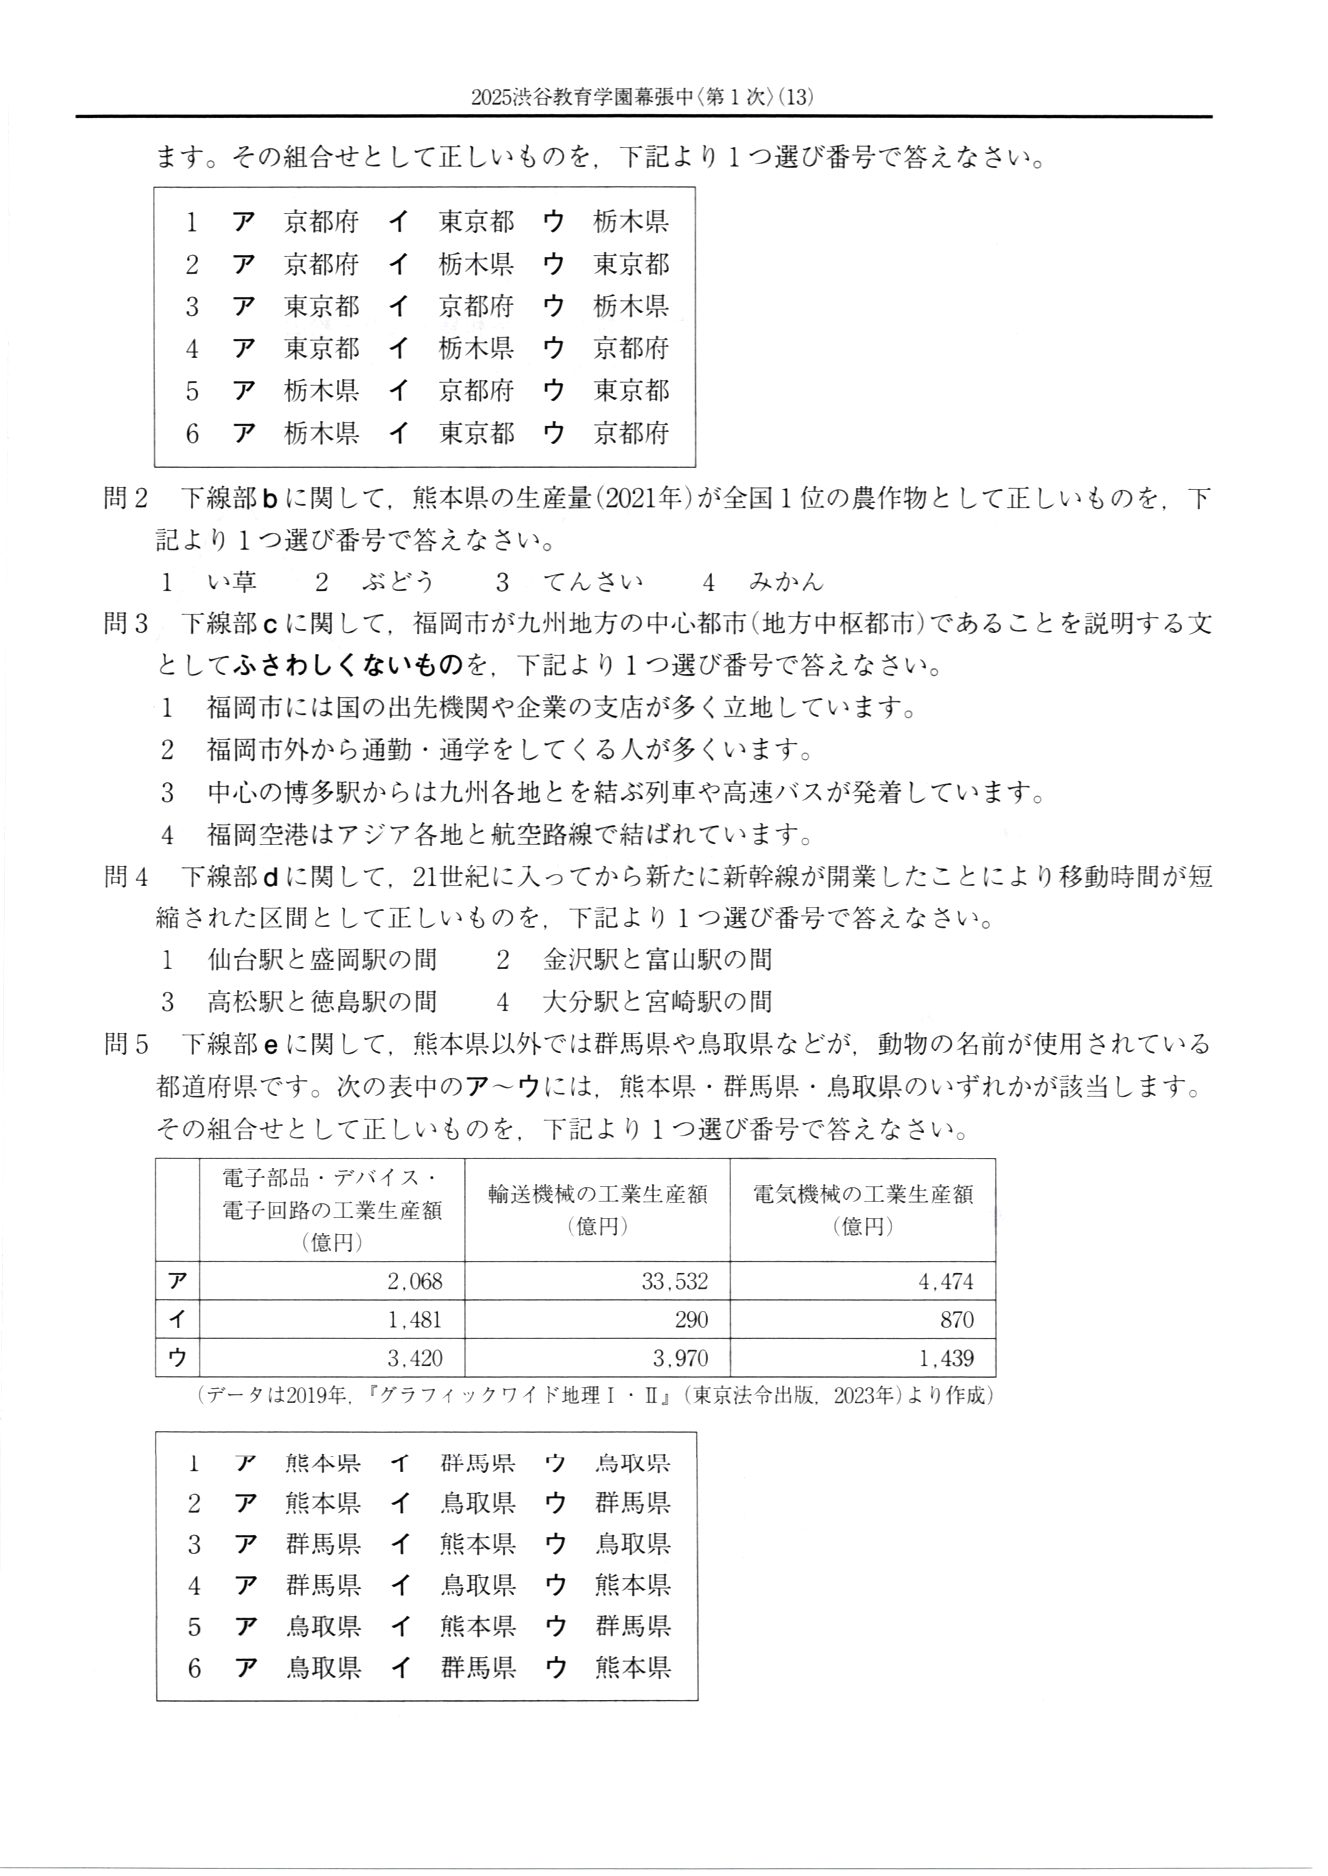 2025渋谷教育学園幕張中〈第1次〉(13)
ます。その組合せとして正しいものを，下記より1つ選び番号で答えなさい。
1 ア 京都府 イ 東京都 ウ 栃木県
2 ア 京都府 イ 栃木県 ウ 東京都
3 ア 東京都 イ 京都府 ウ 栃木県
4 ア 東京都 イ 栃木県 ウ 京都府
5 ア 栃木県 イ 京都府 ウ 東京都
6 ア 栃木県 イ 東京都 ウ 京都府
問2 下線部bに関して，熊本県の生産量(2021年)が全国1位の農作物として正しいものを，下
記より1つ選び番号で答えなさい。
1 い草 2 ぶどう 3 てんさい 4 みかん
問3 下線部cに関して，福岡市が九州地方の中心都市(地方中枢都市)であることを説明する文
としてふさわしくないものを，下記より1つ選び番号で答えなさい。
1 福岡市には国の出先機関や企業の支店が多く立地しています。
2 福岡市外から通勤・通学をしてくる人が多くいます。
3 中心の博多駅からは九州各地とを結ぶ列車や高速バスが発着しています。
4 福岡空港はアジア各地と航空路線で結ばれています。
問4 下線部dに関して，21世紀に入ってから新たに新幹線が開業したことにより移動時間が短
縮された区間として正しいものを，下記より1つ選び番号で答えなさい。
1 仙台駅と盛岡駅の間 2 金沢駅と富山駅の間
3 高松駅と徳島駅の間 4 大分駅と宮崎駅の間
問5 下線部eに関して，熊本県以外では群馬県や鳥取県などが，動物の名前が使用されている
都道府県です。次の表中のア～ウには，熊本県・群馬県・鳥取県のいずれかが該当します。
その組合せとして正しいものを，下記より1つ選び番号で答えなさい。
電子部品・デバイス・
電子回路の工業生産額
(億円)
輸送機械の工業生産額
(億円)
電気機械の工業生産額
(億円)
ア 2,068 33,532 4,474
イ 1,481 290 870
ウ 3,420 3,970 1,439
(データは2019年，『グラフィックワイド地理Ⅰ・Ⅱ』(東京法令出版，2023年)より作成)
1 ア 熊本県 イ 群馬県 ウ 鳥取県
2 ア 熊本県 イ 鳥取県 ウ 群馬県
3 ア 群馬県 イ 熊本県 ウ 鳥取県
4 ア 群馬県 イ 鳥取県 ウ 熊本県
5 ア 鳥取県 イ 熊本県 ウ 群馬県
6 ア 鳥取県 イ 群馬県 ウ 熊本県